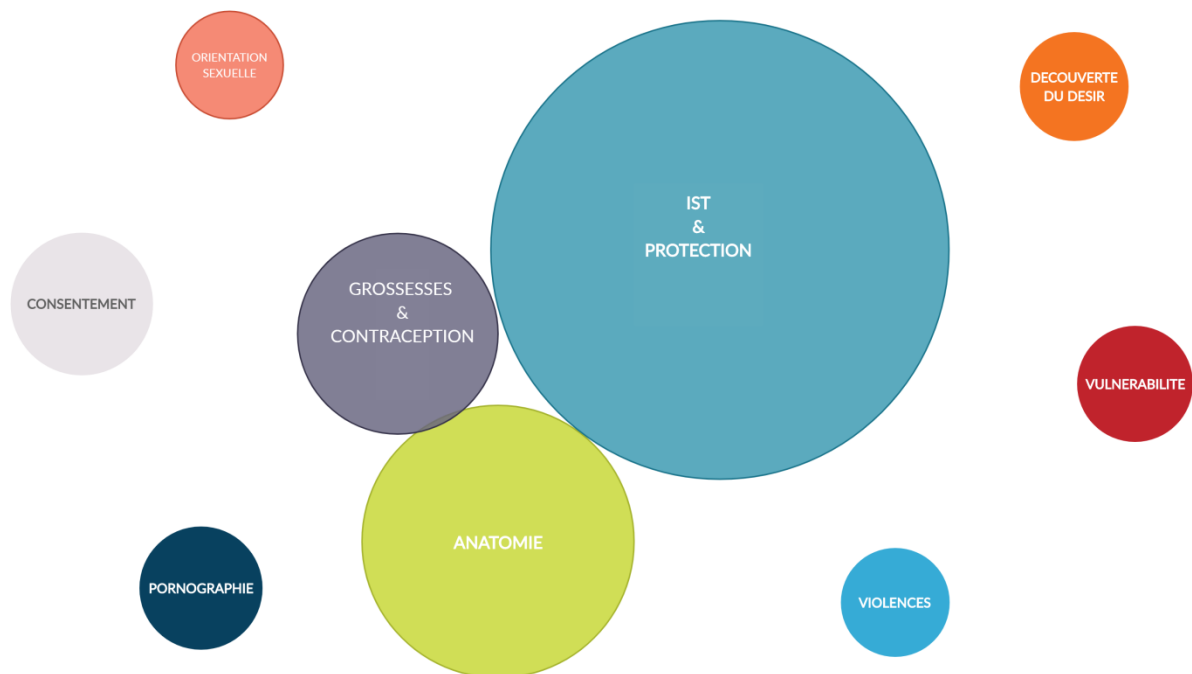 ORIENTATION
SEXUELLE
DECOUVERTE
DU DESIR
IST
&
PROTECTION
CONSENTEMENT
GROSSESSES
&
CONTRACEPTION
VULNERABILITE
ANATOMIE
PORNOGRAPHIE
VIOLENCES